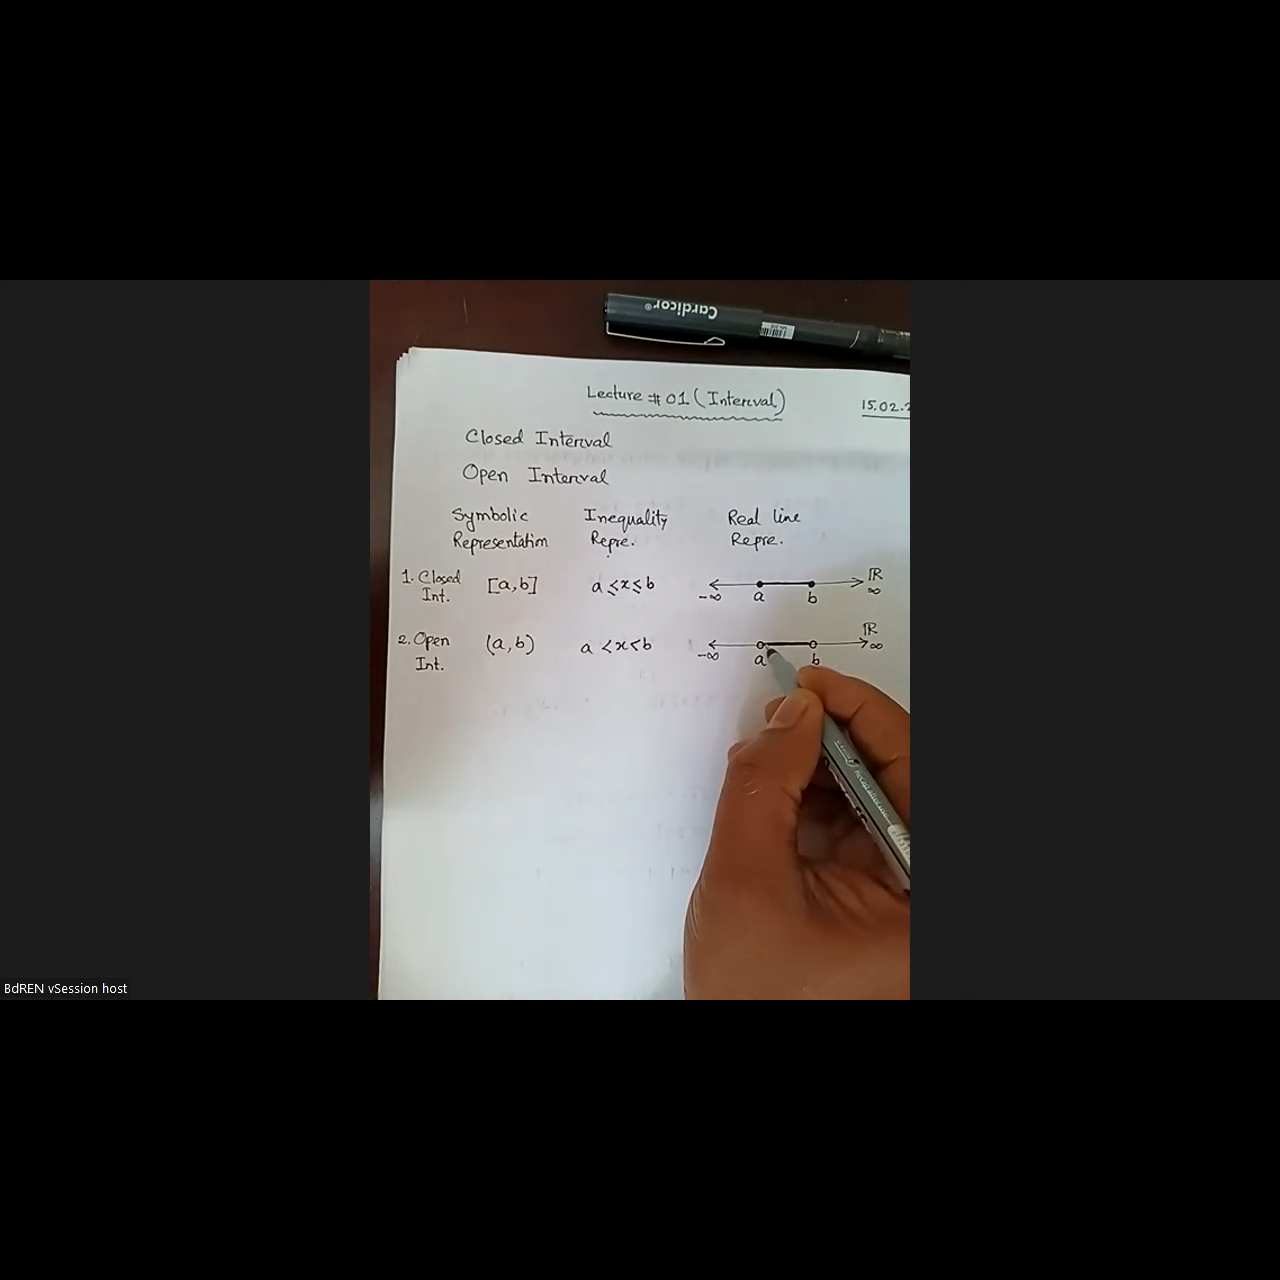 Cardicor®
Lecture # 01 (Interval)
15.02.
Closed Interval
Open Interval
Symbolic Representation
Inequality Repre.
Real line Repre.
1. Closed Int. [a,b] a ≤ x ≤ b
-∞ a b ℝ ∞
2. Open Int. (a,b) a < x < b
-∞ a b ℝ ∞
BdREN vSession host